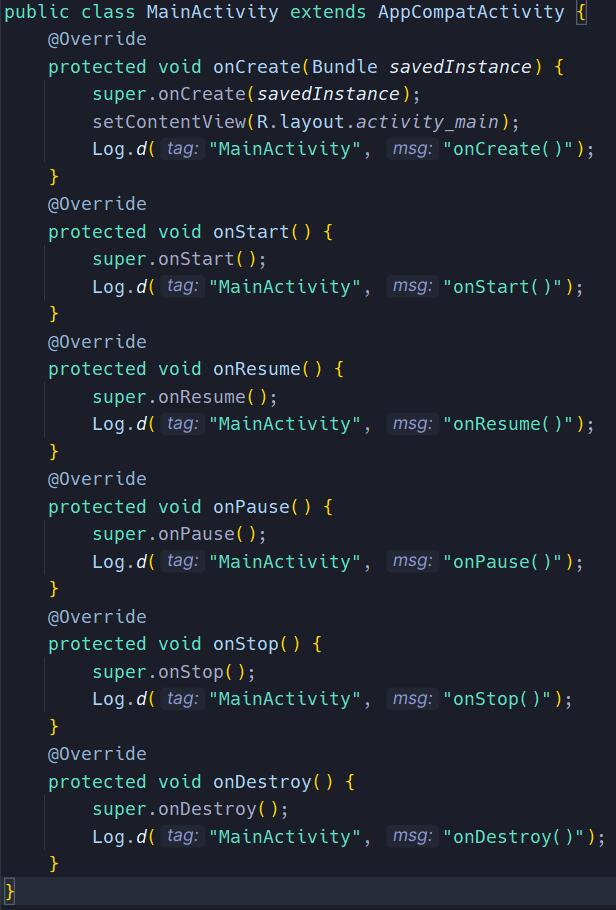 public class MainActivity extends AppCompatActivity {
    @Override
    protected void onCreate(Bundle savedInstance) {
        super.onCreate(savedInstance);
        setContentView(R.layout.activity_main);
        Log.d( tag: "MainActivity",  msg: "onCreate()");
    }
    @Override
    protected void onStart() {
        super.onStart();
        Log.d( tag: "MainActivity",  msg: "onStart()");
    }
    @Override
    protected void onResume() {
        super.onResume();
        Log.d( tag: "MainActivity",  msg: "onResume()");
    }
    @Override
    protected void onPause() {
        super.onPause();
        Log.d( tag: "MainActivity",  msg: "onPause()");
    }
    @Override
    protected void onStop() {
        super.onStop();
        Log.d( tag: "MainActivity",  msg: "onStop()");
    }
    @Override
    protected void onDestroy() {
        super.onDestroy();
        Log.d( tag: "MainActivity",  msg: "onDestroy()");
    }
}